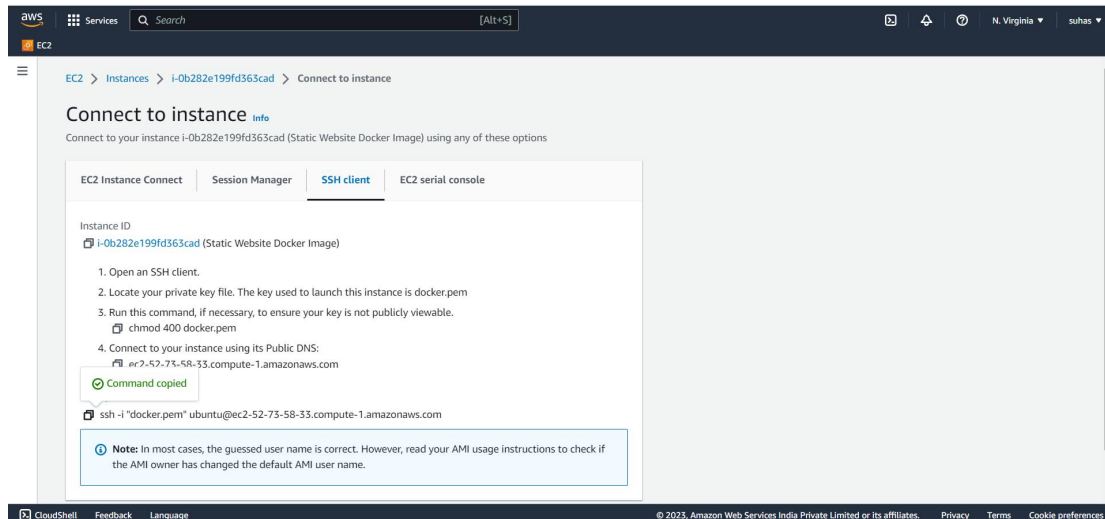 aws
Services
Search
[Alt+S]
N. Virginia
suhas
EC2
EC2 > Instances > i-0b282e199fd363cad > Connect to instance
Connect to instance Info
Connect to your instance i-0b282e199fd363cad (Static Website Docker Image) using any of these options
EC2 Instance Connect
Session Manager
SSH client
EC2 serial console
Instance ID
i-0b282e199fd363cad (Static Website Docker Image)
1. Open an SSH client.
2. Locate your private key file. The key used to launch this instance is docker.pem
3. Run this command, if necessary, to ensure your key is not publicly viewable.
chmod 400 docker.pem
4. Connect to your instance using its Public DNS:
ec2-52-73-58-33.compute-1.amazonaws.com
Command copied
ssh -i "docker.pem" ubuntu@ec2-52-73-58-33.compute-1.amazonaws.com
Note: In most cases, the guessed user name is correct. However, read your AMI usage instructions to check if
the AMI owner has changed the default AMI user name.
CloudShell
Feedback
Language
© 2023, Amazon Web Services India Private Limited or its affiliates.
Privacy
Terms
Cookie preferences